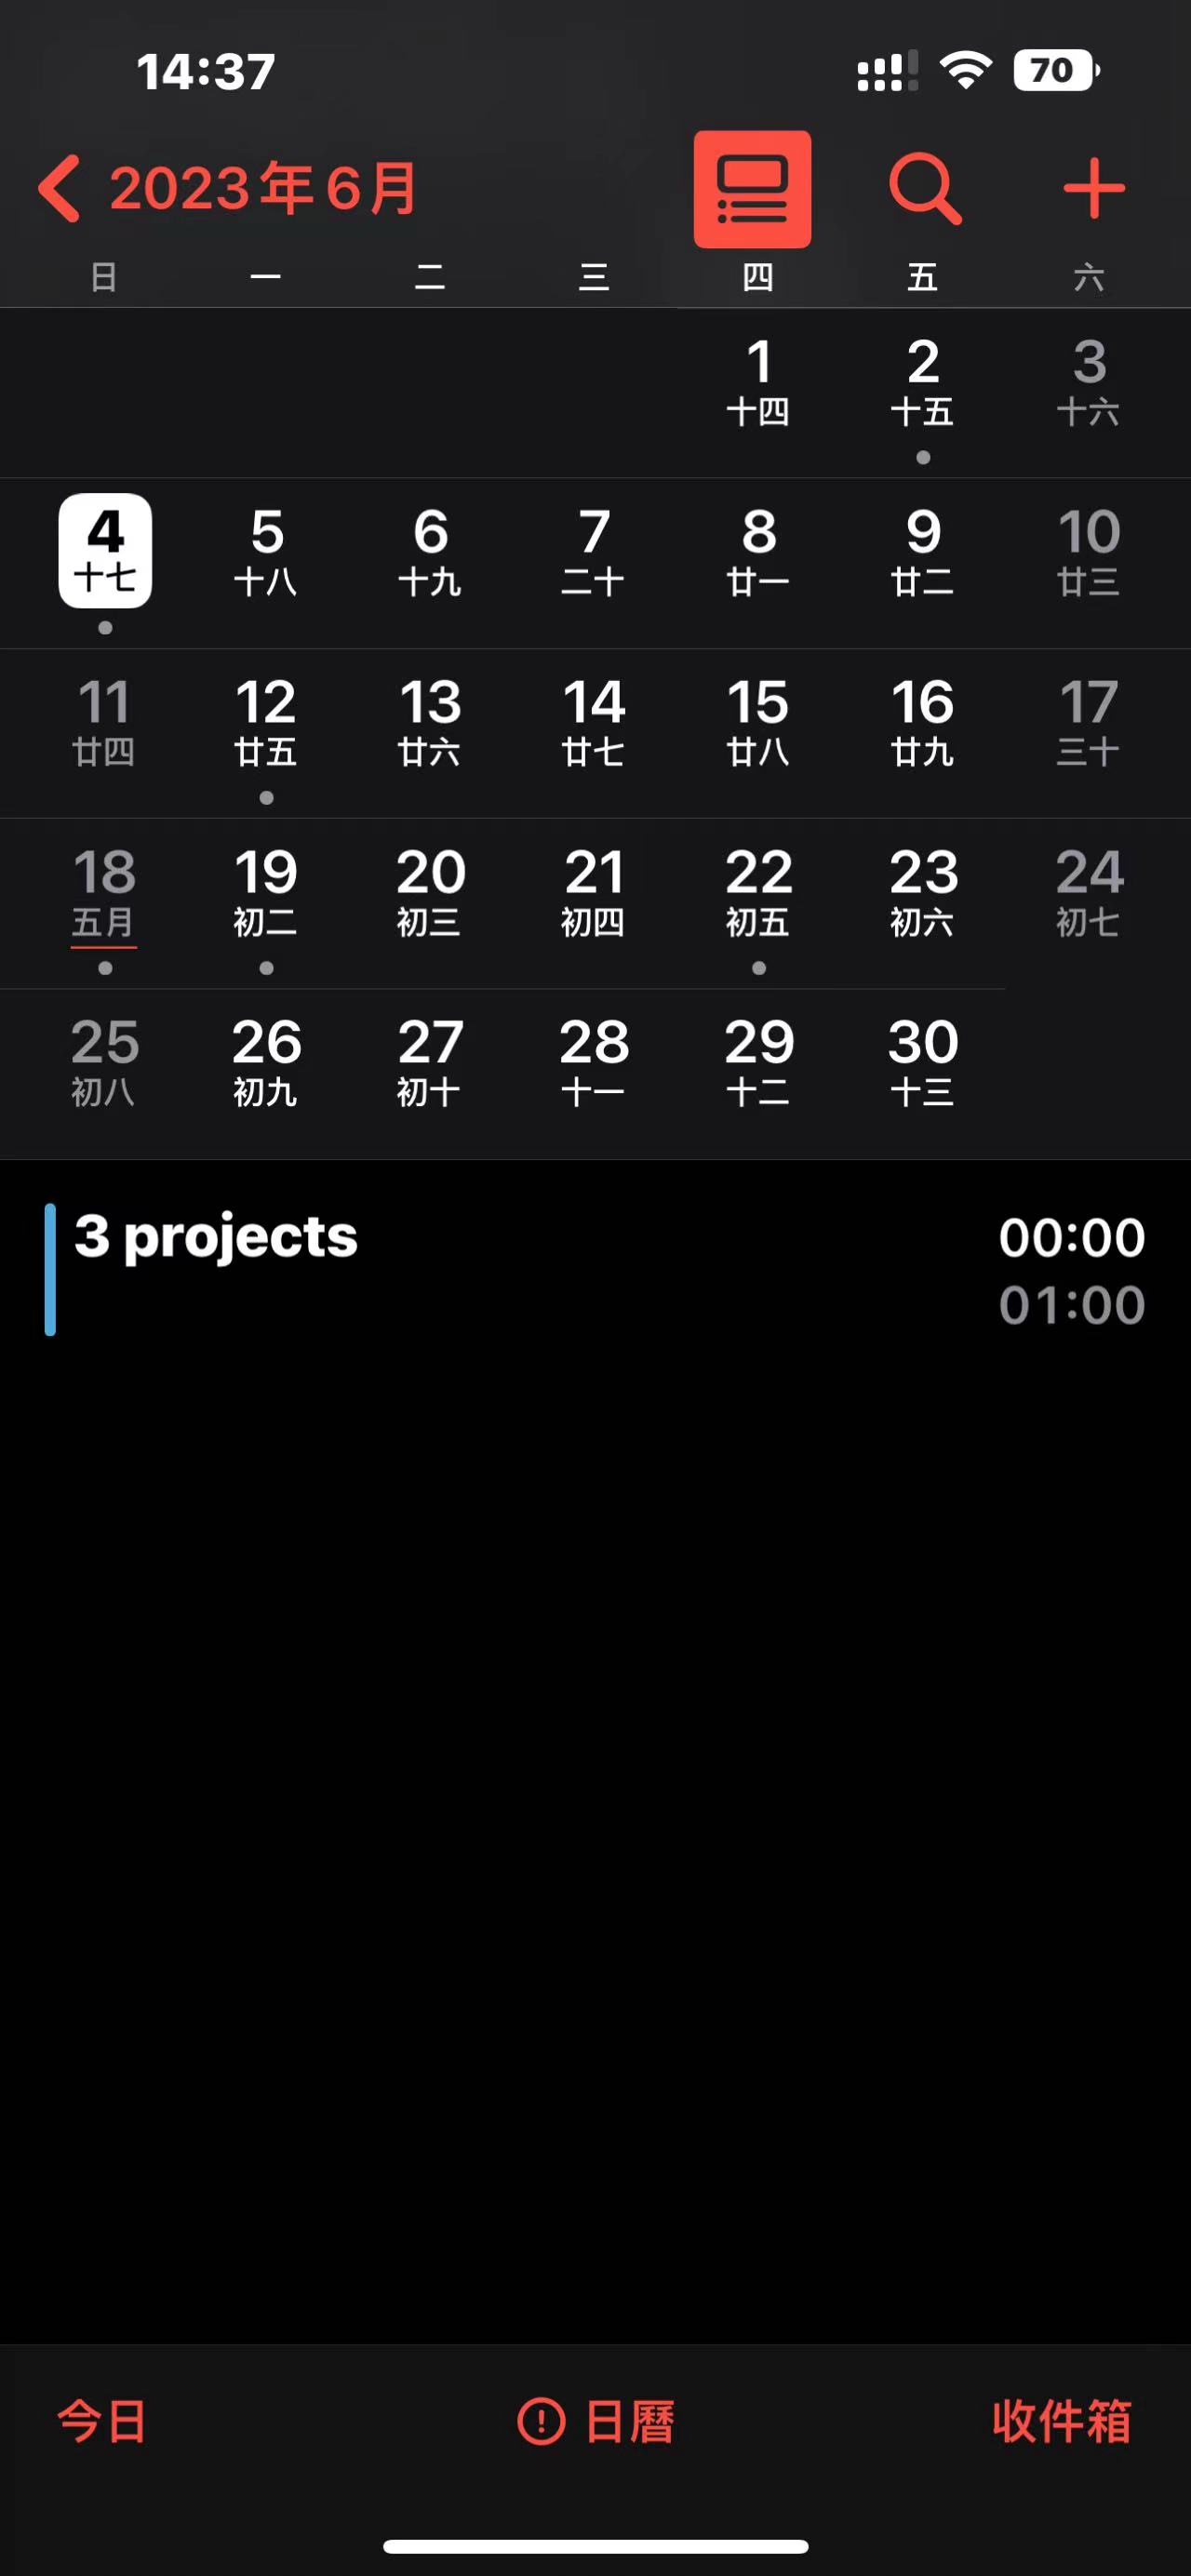 14:37
70
2023年6月
日 一 二 三 四 五 六
1 2 3
十四 十五 十六
4 5 6 7 8 9 10
十七 十八 十九 二十 廿一 廿二 廿三
11 12 13 14 15 16 17
廿四 廿五 廿六 廿七 廿八 廿九 三十
18 19 20 21 22 23 24
五月 初二 初三 初四 初五 初六 初七
25 26 27 28 29 30
初八 初九 初十 十一 十二 十三
3 projects 00:00
01:00
今日 日曆 收件箱